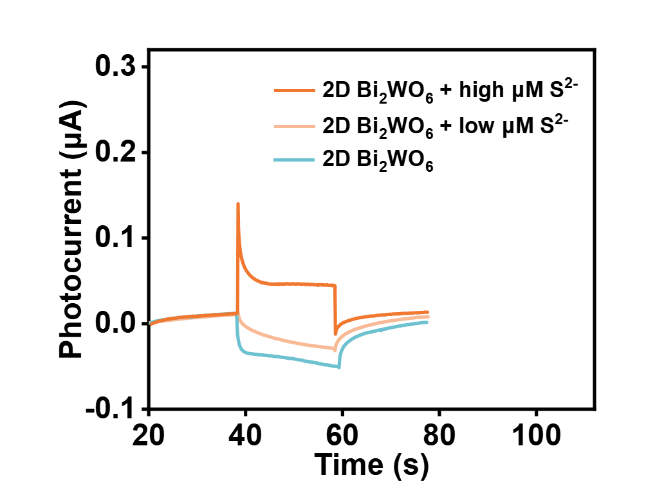 0.3
0.2
0.1
0.0
-0.1
20 40 60 80 100
Photocurrent (μA)
Time (s)
2D Bi₂WO₆ + high μM S²⁻
2D Bi₂WO₆ + low μM S²⁻
2D Bi₂WO₆